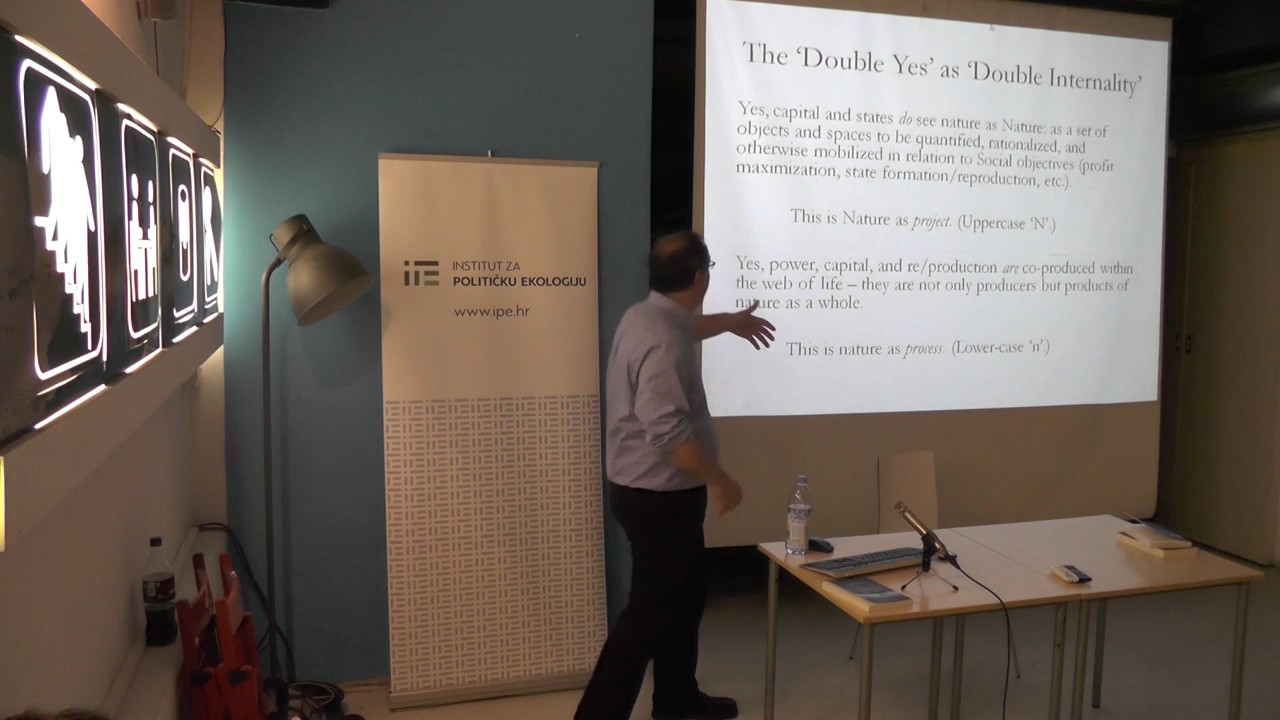 The 'Double Yes' as 'Double Internality'
Yes, capital and states do see nature as Nature: as a set of
objects and spaces to be quantified, rationalized, and
otherwise mobilized in relation to Social objectives (profit
maximization, state formation/reproduction, etc.).
This is Nature as project. (Uppercase 'N'.)
Yes, power, capital, and re/production are co-produced within
the web of life – they are not only producers but products of
nature as a whole.
This is nature as process. (Lower-case 'n'.)
INSTITUT ZA
POLITIČKU EKOLOGIJU
www.ipe.hr